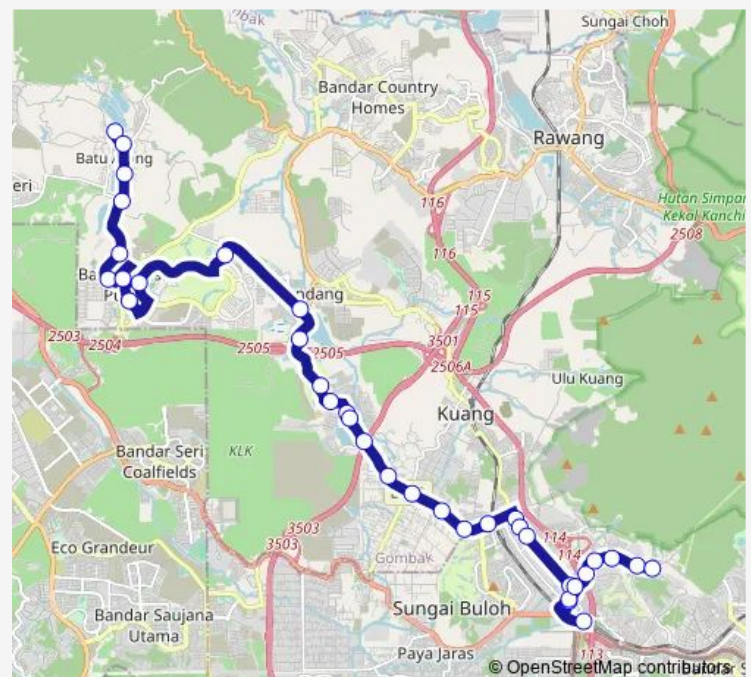 Sungai Choh
Bandar Country
Homes
Rawang
Hutan Simpan
Kekal Kanchi
116
2508
116
115
115
3503
2503
2504
2505
2505
3501
2506A
Ulu Kuang
Kuang
Bandar Seri
Coalfields
KLK
3503
3503
114
114
Eco Grandeur
Gombak
Bandar Saujana
Utama
Sungai Buloh
Paya Jaras
113
© OpenStreetMap contributors